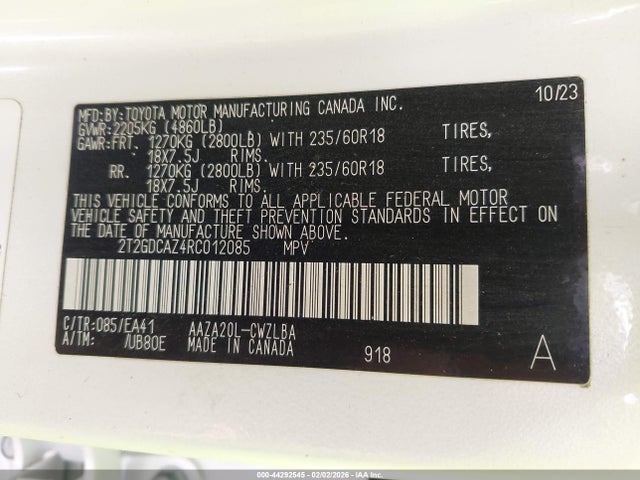 MFD.BY:TOYOTA MOTOR MANUFACTURING CANADA INC. 10/23
GVWR:2205KG (4860LB)
GAWR:FRT. 1270KG (2800LB) WITH 235/60R18 TIRES,
18X7.5J RIMS.
RR. 1270KG (2800LB) WITH 235/60R18 TIRES,
18X7.5J RIMS.
THIS VEHICLE CONFORMS TO ALL APPLICABLE FEDERAL MOTOR
VEHICLE SAFETY AND THEFT PREVENTION STANDARDS IN EFFECT ON
THE DATE OF MANUFACTURE SHOWN ABOVE.
2T2GDCAZ4RC012085 MPV
C/TR:085/EA41 AAZA20L-CWZLBA
A/TM: /UB80E MADE IN CANADA 918 A
000-44292545 - 02/02/2026 - IAA Inc.